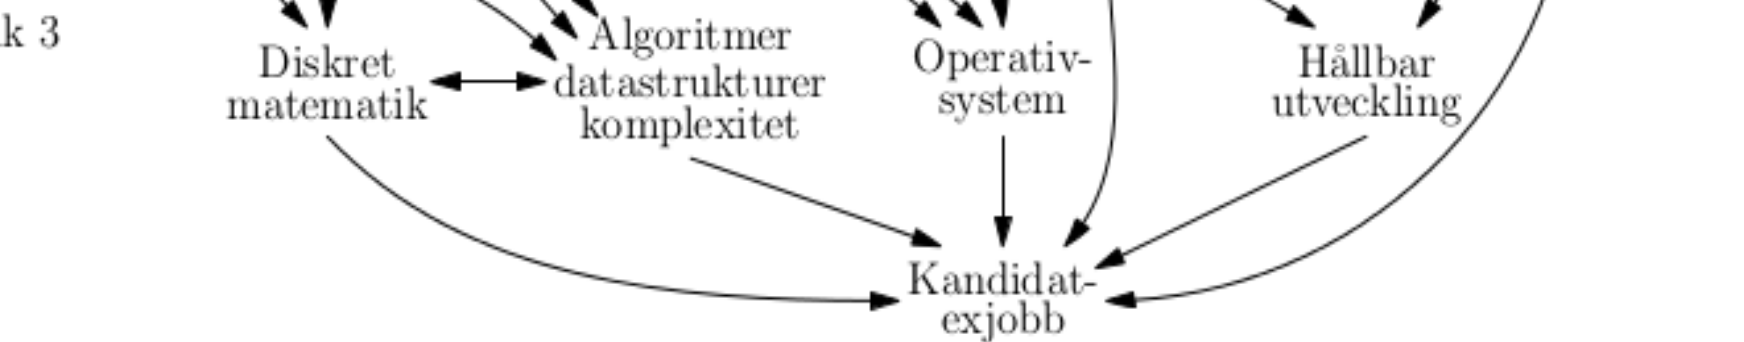 k 3
Diskret
matematik
Algoritmer
datastrukturer
komplexitet
Operativ-
system
Hållbar
utveckling
Kandidat-
exjobb